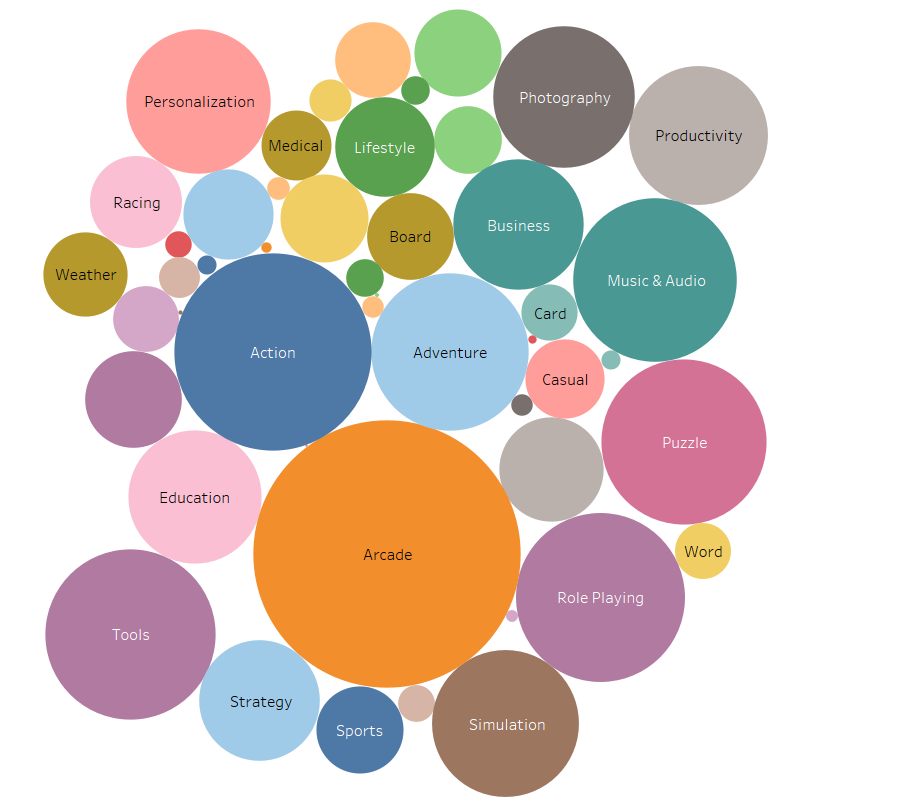 Personalization
Photography
Productivity
Medical
Lifestyle
Racing
Business
Board
Weather
Music & Audio
Card
Action
Adventure
Casual
Puzzle
Education
Word
Arcade
Role Playing
Tools
Strategy
Sports
Simulation